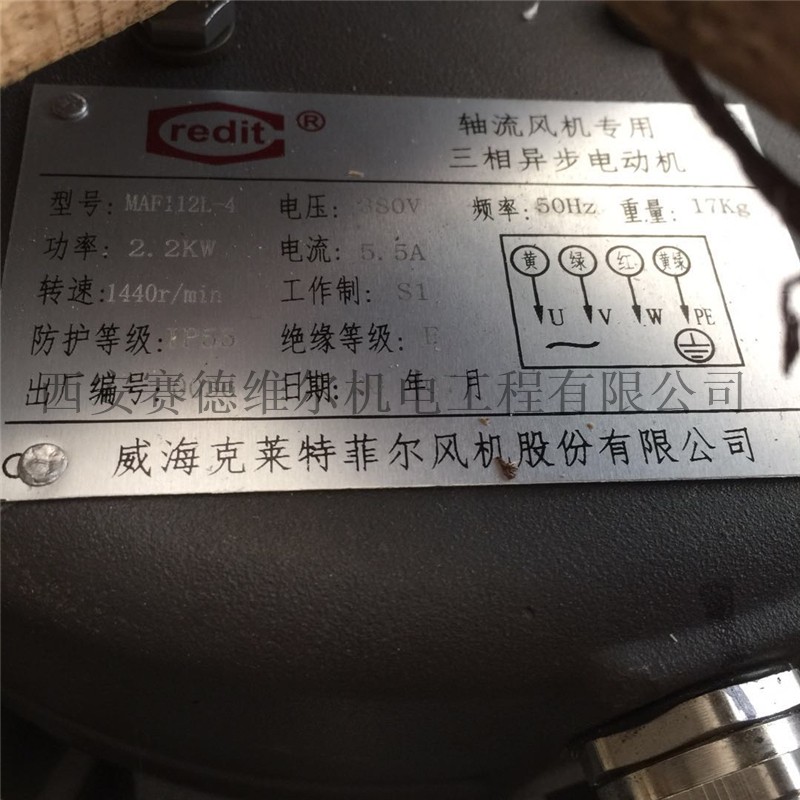 Credit ®
轴流风机专用
三相异步电动机
型号: MAF112L-4 电压: 380V 频率: 50Hz 重量: 17Kg
功率: 2.2KW 电流: 5.5A
转速: 1440r/min 工作制: S1
黄 绿 红 黄绿
U V W PE
防护等级: IP55 绝缘等级:
出厂编号: 日期: 年 月
西安赛德维尔机电工程有限公司
威海克莱特菲尔风机股份有限公司